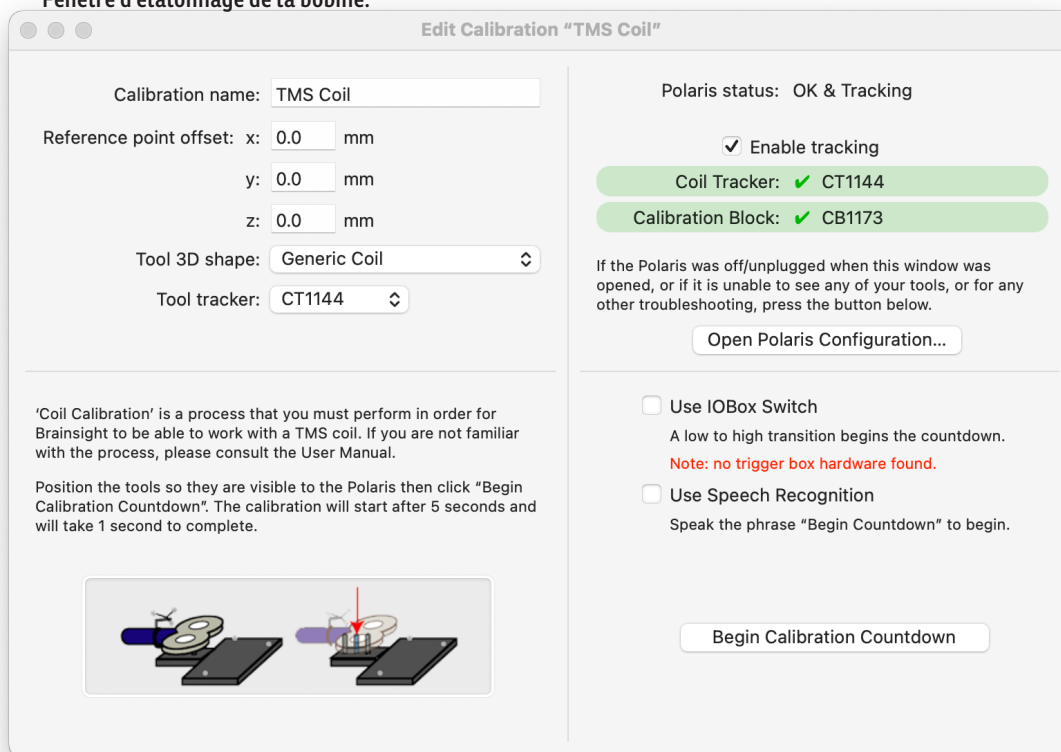 Fenêtre d'étalonnage de la bobine.
Edit Calibration “TMS Coil”
Calibration name: TMS Coil
Reference point offset: x: 0.0 mm
y: 0.0 mm
z: 0.0 mm
Tool 3D shape: Generic Coil
Tool tracker: CT1144
‘Coil Calibration’ is a process that you must perform in order for
Brainsight to be able to work with a TMS coil. If you are not familiar
with the process, please consult the User Manual.
Position the tools so they are visible to the Polaris then click “Begin
Calibration Countdown”. The calibration will start after 5 seconds and
will take 1 second to complete.
Polaris status: OK & Tracking
Enable tracking
Coil Tracker: ✔ CT1144
Calibration Block: ✔ CB1173
If the Polaris was off/unplugged when this window was
opened, or if it is unable to see any of your tools, or for any
other troubleshooting, press the button below.
Open Polaris Configuration...
Use IOBox Switch
A low to high transition begins the countdown.
Note: no trigger box hardware found.
Use Speech Recognition
Speak the phrase “Begin Countdown” to begin.
Begin Calibration Countdown